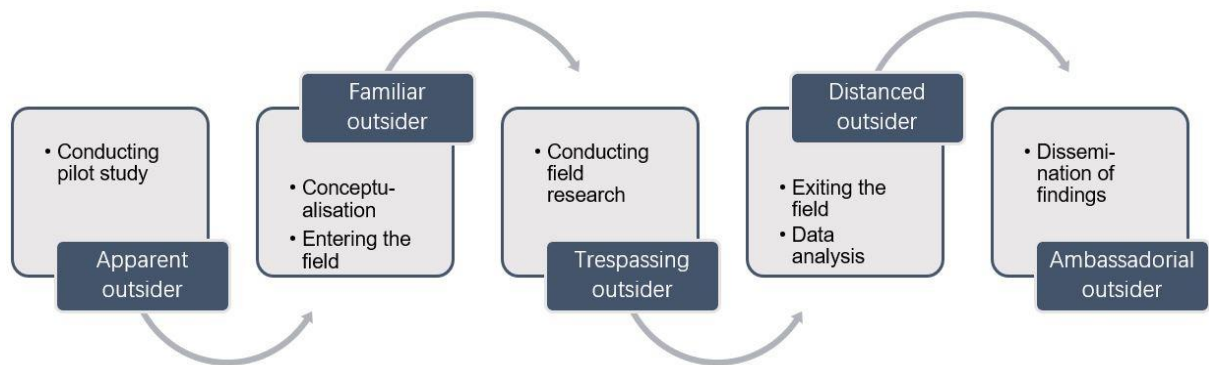 • Conducting
pilot study
Apparent
outsider
Familiar
outsider
• Conceptu-
alisation
• Entering the
field
• Conducting
field
research
Trespassing
outsider
Distanced
outsider
• Exiting the
field
• Data
analysis
• Dissemi-
nation of
findings
Ambassadorial
outsider